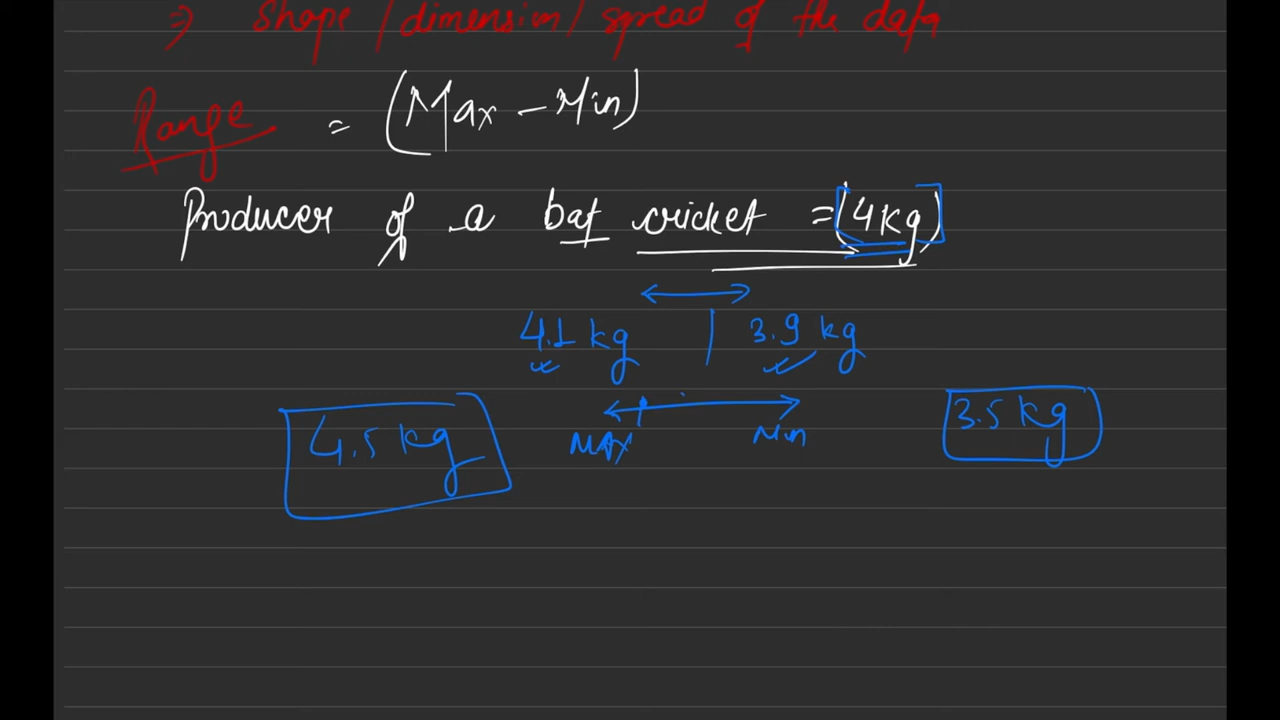 ⇒ Shape / dimension / spread of the data
Range = (Max - Min)
Producer of a bat cricket = (4kg)
4.1 kg | 3.9 kg
4.5 kg MAX Min 3.5 kg